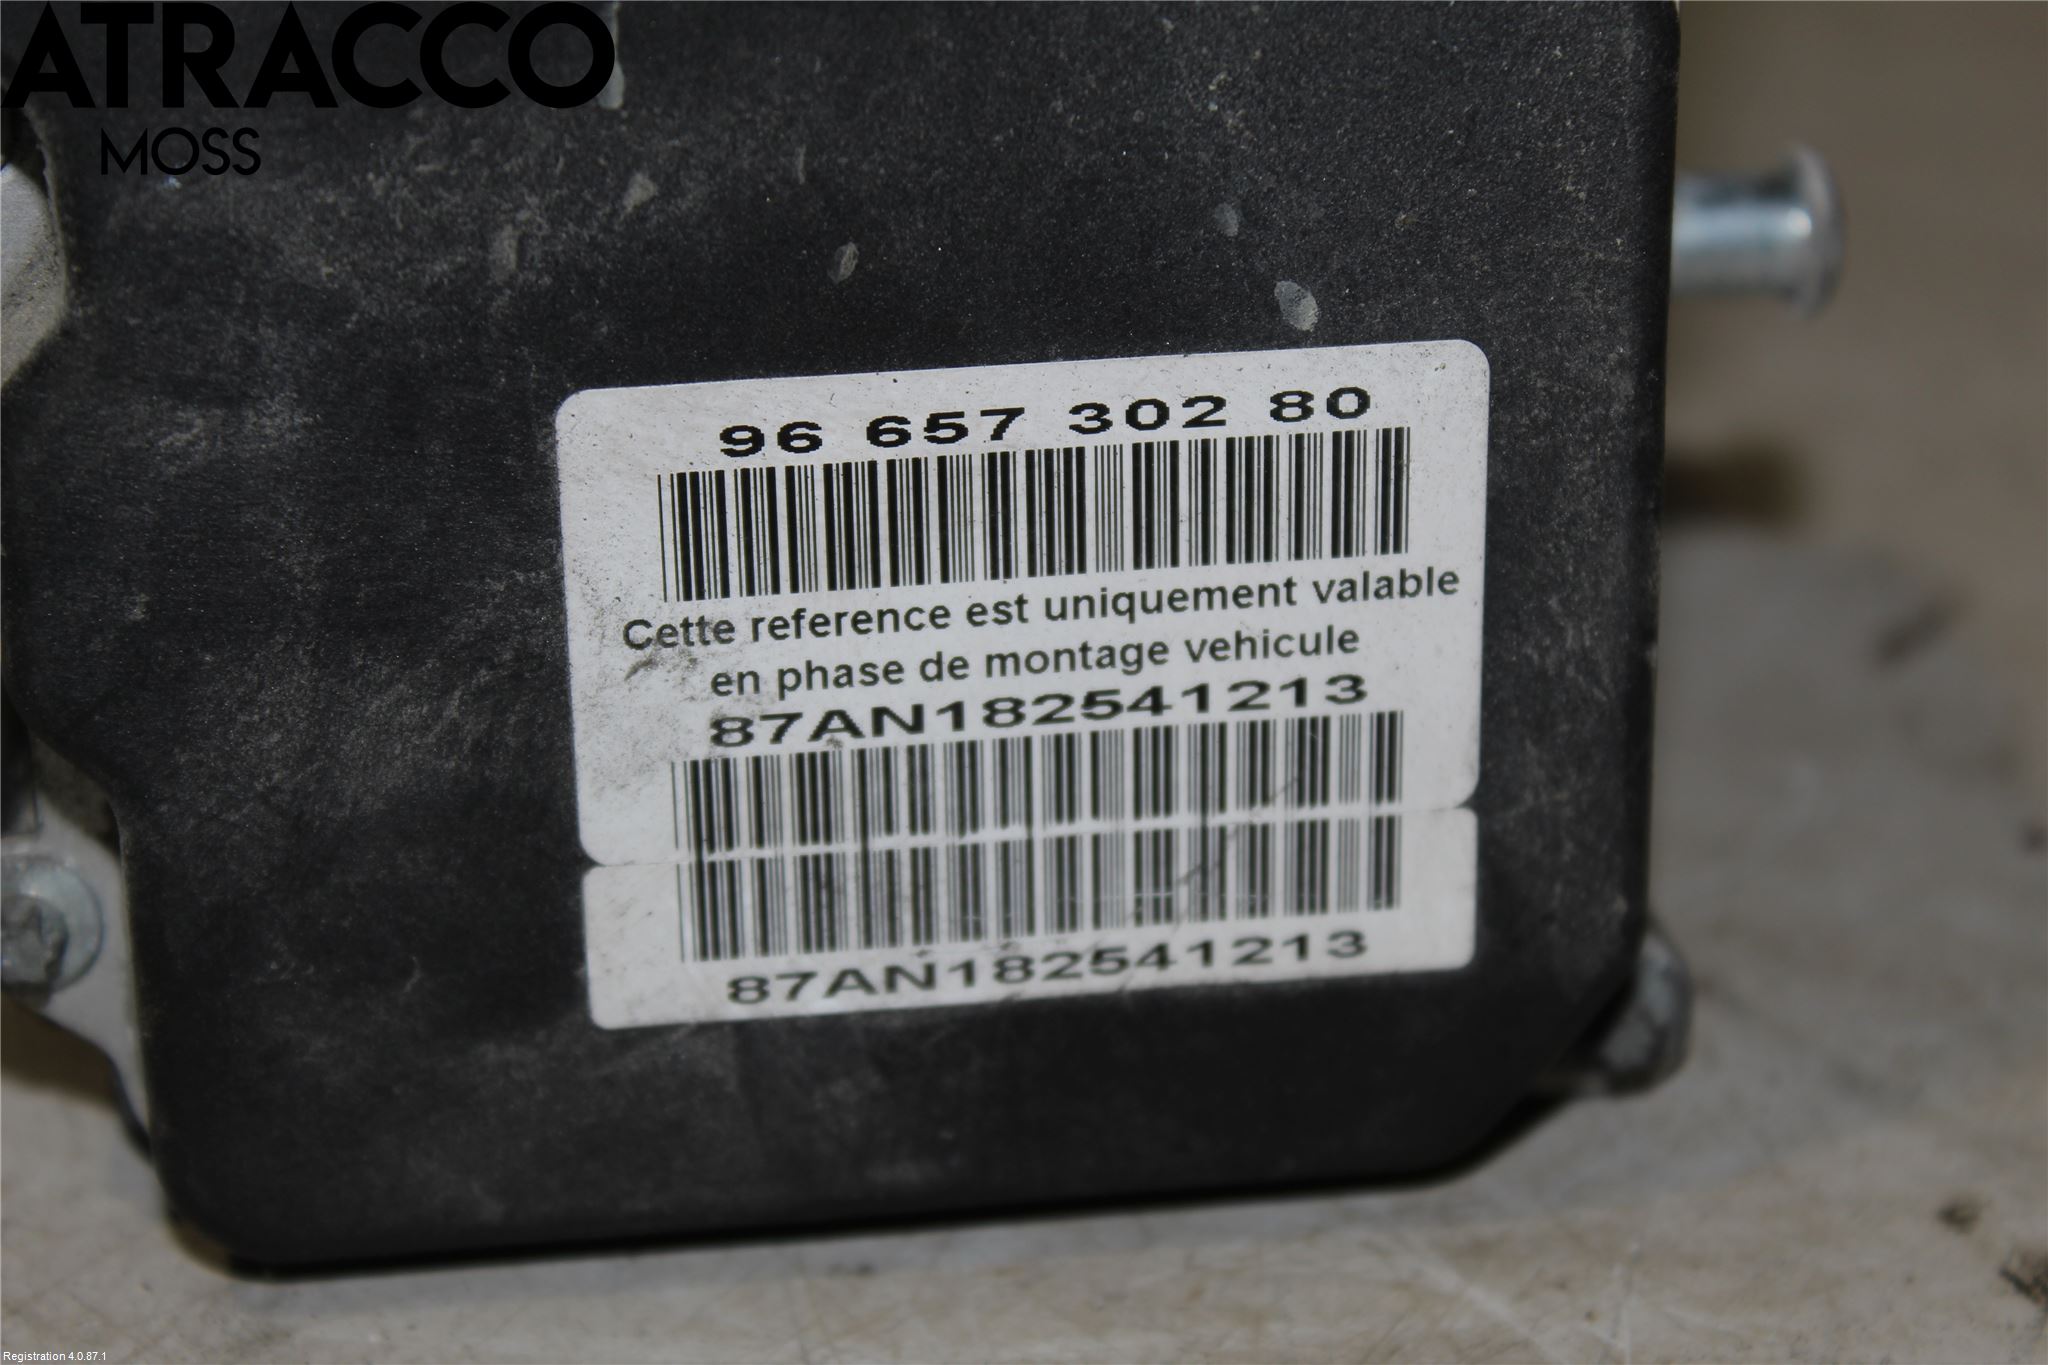 ATRACCO
MOSS
96 657 302 80
Cette reference est uniquement valable
en phase de montage vehicule
87AN182541213
87AN182541213
Registration 4.0.87.1